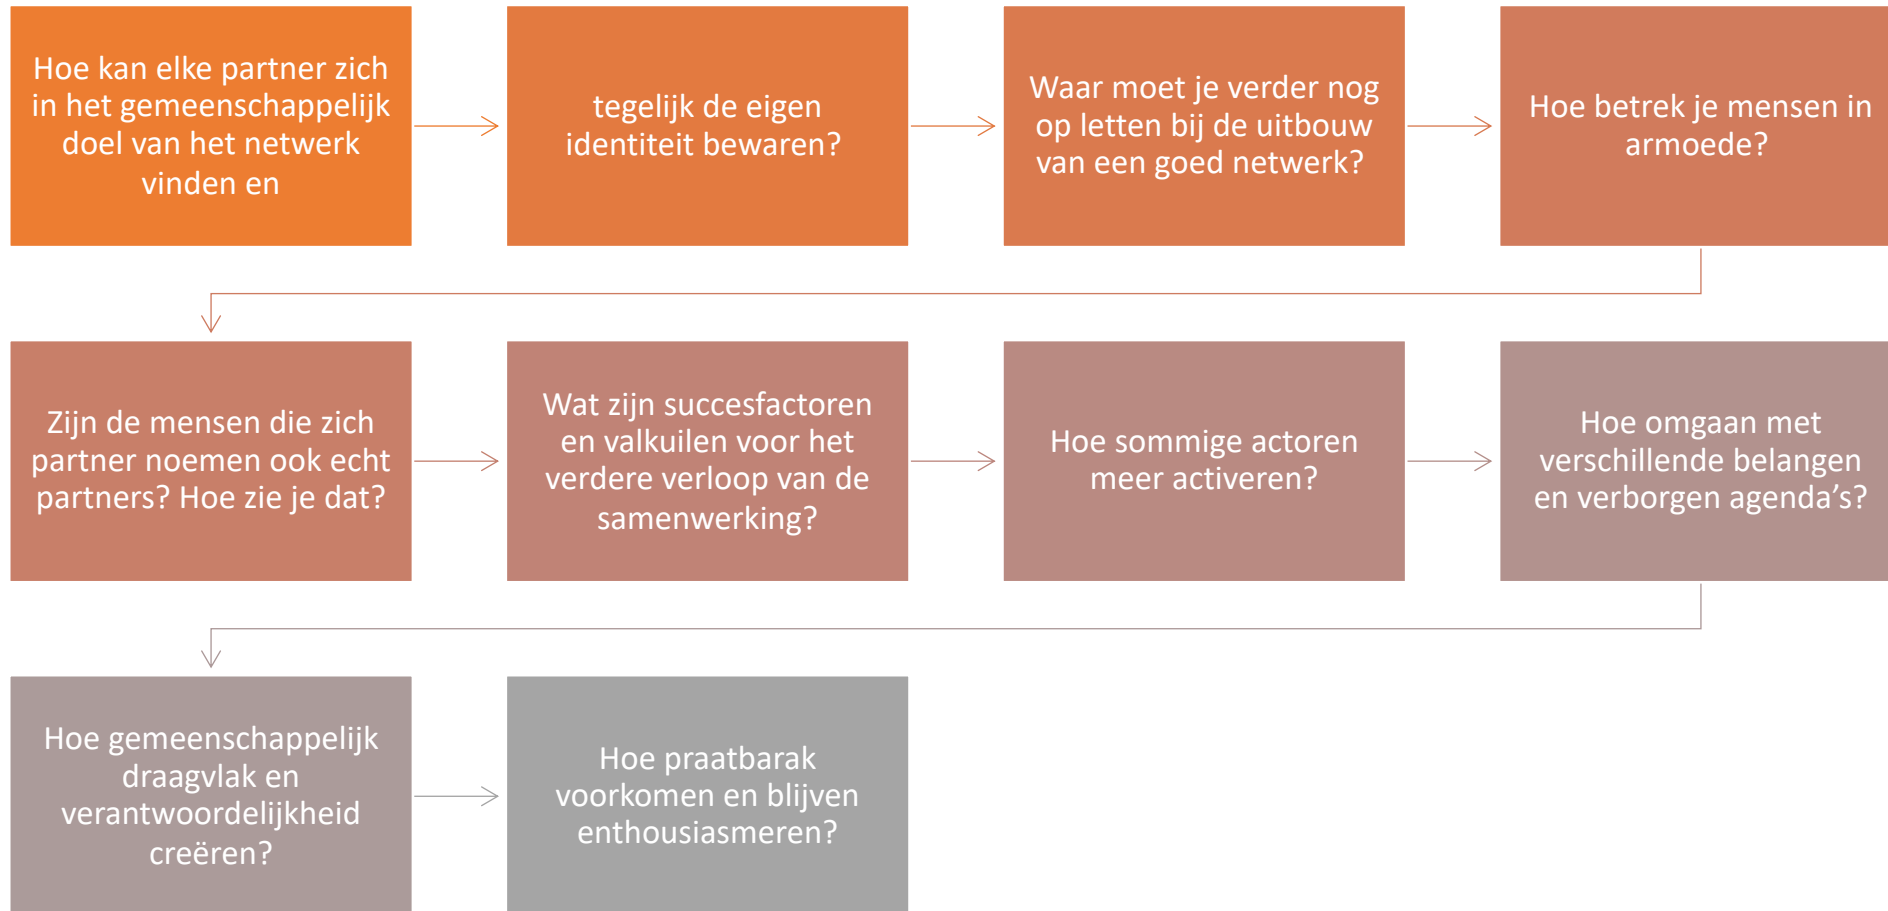 Hoe kan elke partner zich
in het gemeenschappelijk
doel van het netwerk
vinden en
tegelijk de eigen
identiteit bewaren?
Waar moet je verder nog
op letten bij de uitbouw
van een goed netwerk?
Hoe betrek je mensen in
armoede?
Zijn de mensen die zich
partner noemen ook echt
partners? Hoe zie je dat?
Wat zijn succesfactoren
en valkuilen voor het
verdere verloop van de
samenwerking?
Hoe sommige actoren
meer activeren?
Hoe omgaan met
verschillende belangen
en verborgen agenda’s?
Hoe gemeenschappelijk
draagvlak en
verantwoordelijkheid
creëren?
Hoe praatbarak
voorkomen en blijven
enthousiasmeren?